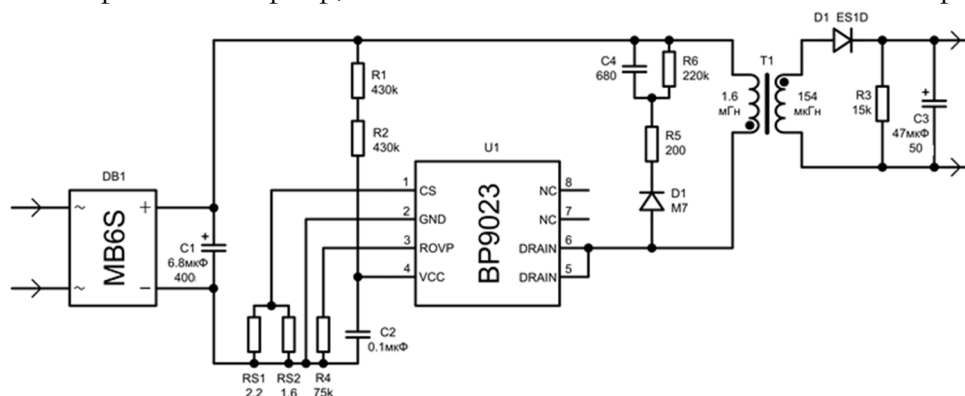 D1 ES1D
C4
680
R6
220k
T1
R1
430k
1.6
мГн
154
мкГн
R3
15k
+
C3
47мкФ
50
R2
430k
R5
200
U1
DB1
MB6S
~
~
+
−
+
C1
6.8мкФ
400
BP9023
1
CS
2
GND
3
ROVP
4
VCC
NC
8
NC
7
DRAIN
6
DRAIN
5
D1
M7
C2
0.1мкФ
RS1
2.2
RS2
1.6
R4
75k